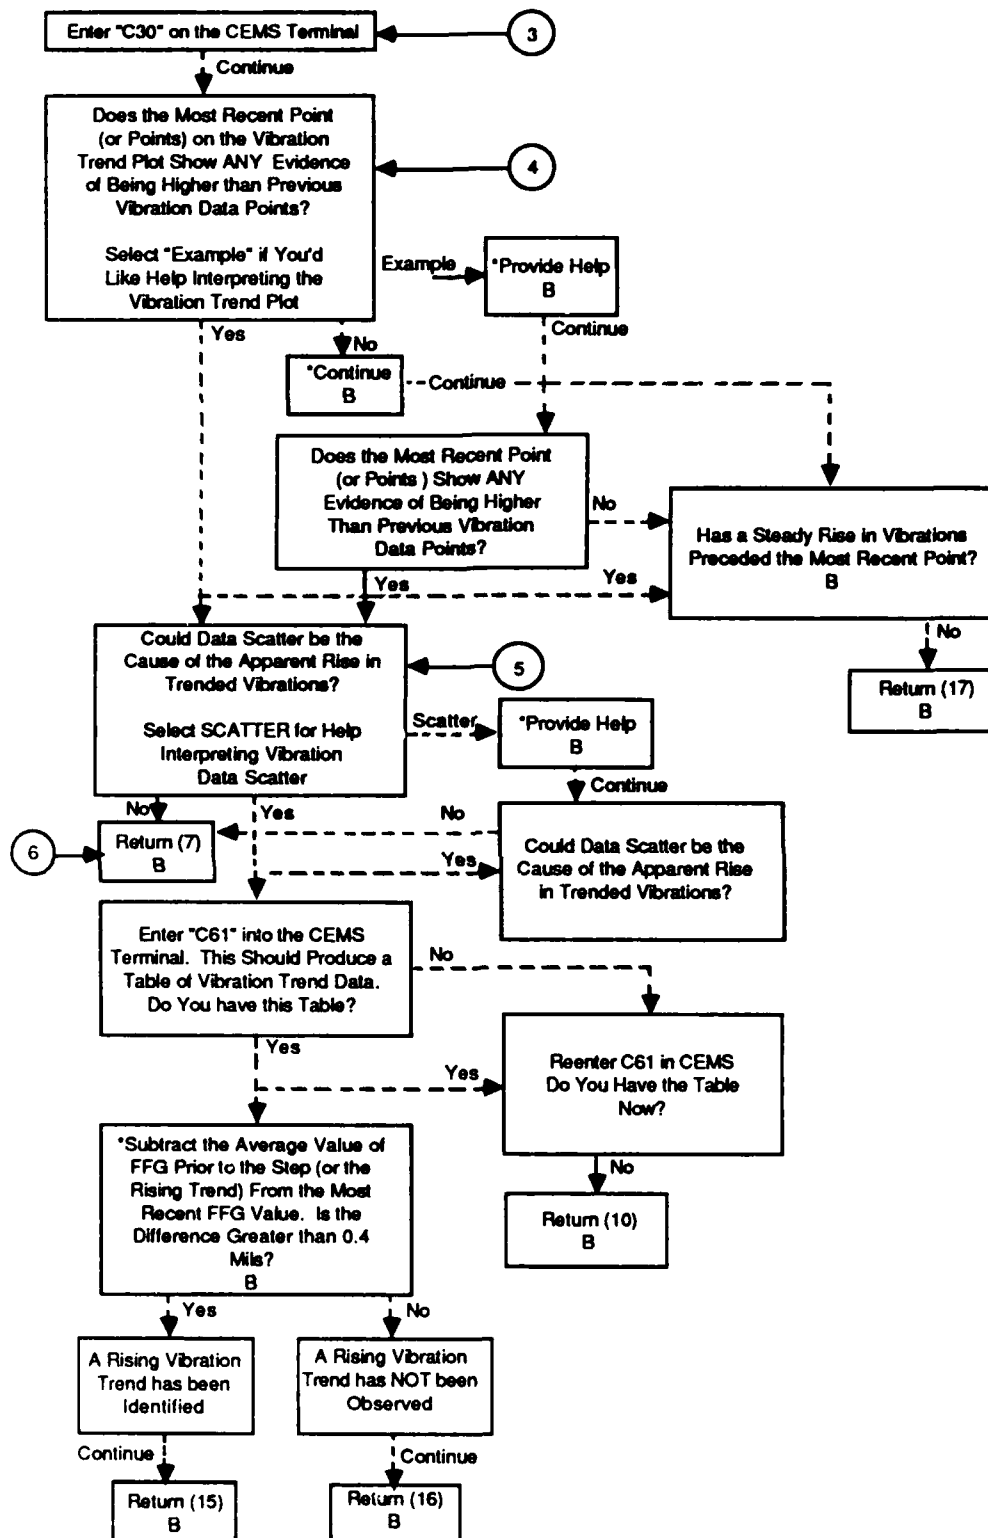 Enter "C30" on the CEMS Terminal
3
Continue
Does the Most Recent Point
(or Points) on the Vibration
Trend Plot Show ANY Evidence
of Being Higher than Previous
Vibration Data Points?
Select "Example" if You'd
Like Help Interpreting the
Vibration Trend Plot
4
Example
*Provide Help
B
Yes
No
Continue
*Continue
B
Continue
Does the Most Recent Point
(or Points ) Show ANY
Evidence of Being Higher
Than Previous Vibration
Data Points?
No
Has a Steady Rise in Vibrations
Preceded the Most Recent Point?
B
Yes
Yes
No
Return (17)
B
Could Data Scatter be the
Cause of the Apparent Rise in
Trended Vibrations?
Select SCATTER for Help
Interpreting Vibration
Data Scatter
5
Scatter
*Provide Help
B
Continue
No
Yes
No
6
Return (7)
B
Yes
Could Data Scatter be the
Cause of the Apparent Rise
in Trended Vibrations?
Enter "C61" into the CEMS
Terminal. This Should Produce a
Table of Vibration Trend Data.
Do You have this Table?
No
Yes
Yes
Reenter C61 in CEMS
Do You Have the Table
Now?
No
Return (10)
B
*Subtract the Average Value of
FFG Prior to the Step (or the
Rising Trend) From the Most
Recent FFG Value. Is the
Difference Greater than 0.4
Mils?
B
Yes
No
A Rising Vibration
Trend has been
Identified
A Rising Vibration
Trend has NOT been
Observed
Continue
Continue
Return (15)
B
Return (16)
B